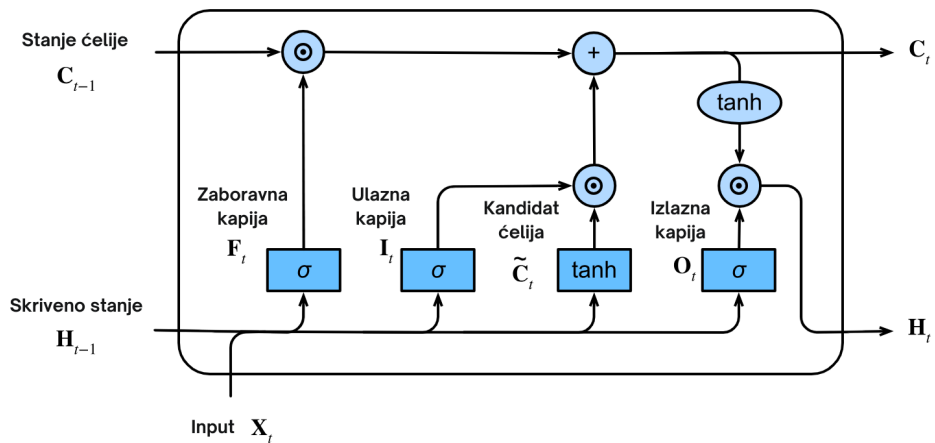 Stanje ćelije
C_{t-1}
+
C_t
tanh
Zaboravna
kapija
F_t
Ulazna
kapija
I_t
Kandidat
ćelija
C̃_t
Izlazna
kapija
O_t
σ
σ
tanh
σ
Skriveno stanje
H_{t-1}
H_t
Input X_t